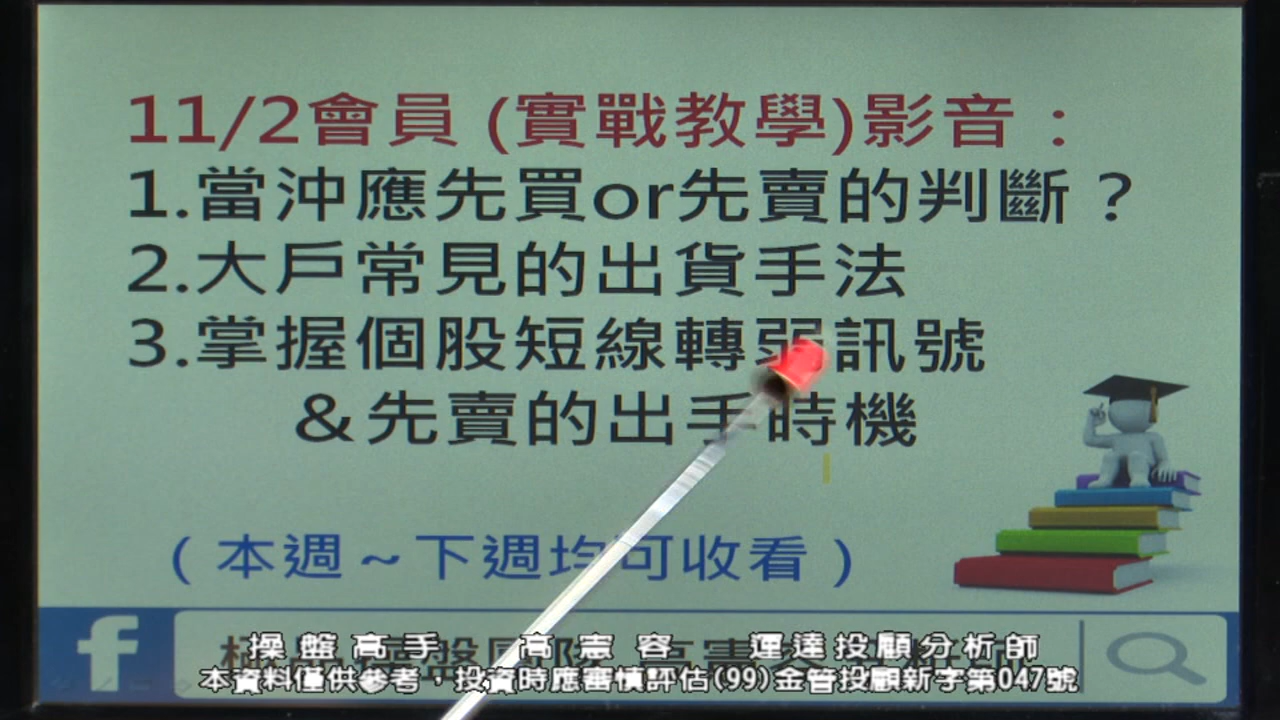 11/2會員(實戰教學)影音：
1.當沖應先買or先賣的判斷？
2.大戶常見的出貨手法
3.掌握個股短線轉弱訊號
&先賣的出手時機
（本週~下週均可收看）
f
操盤高手 高憲容 運達投顧分析師
本資料僅供參考，投資時應審慎評估(99)金管投顧新字第047號